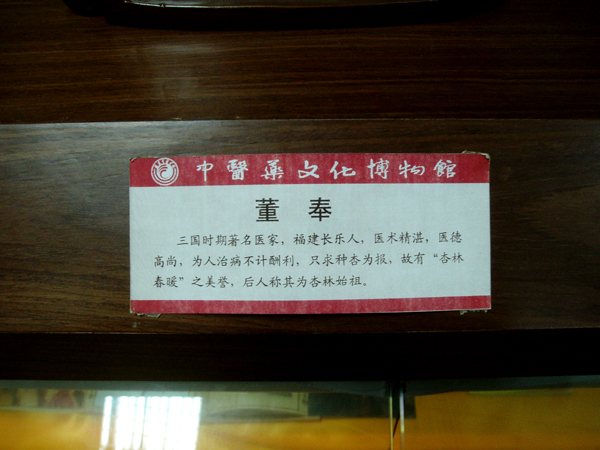 中醫藥文化博物館
董奉
三国时期著名医家，福建长乐人，医术精湛，医德
高尚，为人治病不计酬利，只求种杏为报，故有“杏林
春暖”之美誉，后人称其为杏林始祖。